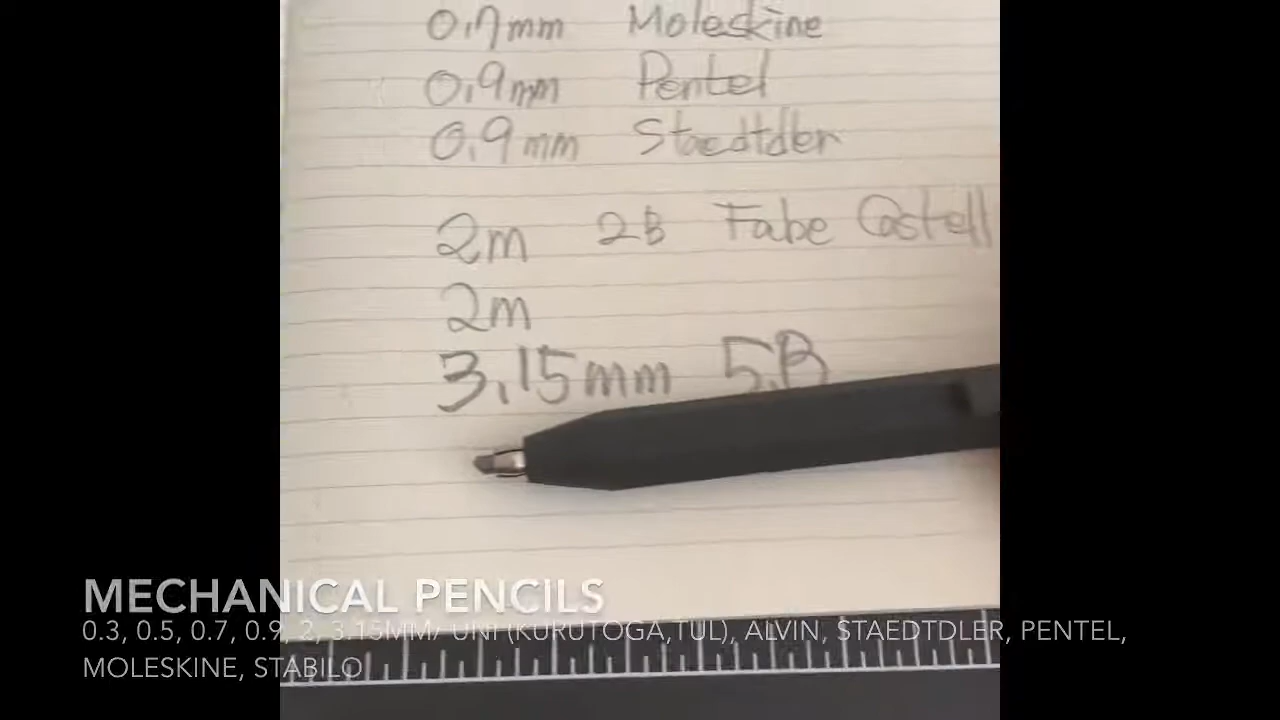 0.7mm Moleskine
0.9mm Pentel
0.9mm Staedtdler
2m 2B Fabe Castell
2m
3.15mm 5B
MECHANICAL PENCILS
0.3, 0.5, 0.7, 0.9, 2, 3.15MM/ UNI (KURUTOGA,TUL), ALVIN, STAEDTDLER, PENTEL,
MOLESKINE, STABILO